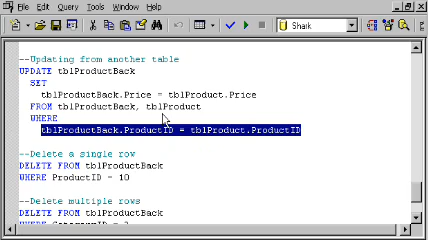 File Edit Query Tools Window Help
Shark
--Updating from another table
UPDATE tblProductBack
SET
tblProductBack.Price = tblProduct.Price
FROM tblProductBack, tblProduct
WHERE
tblProductBack.ProductID = tblProduct.ProductID
--Delete a single row
DELETE FROM tblProductBack
WHERE ProductID = 10
--Delete multiple rows
DELETE FROM tblProductBack